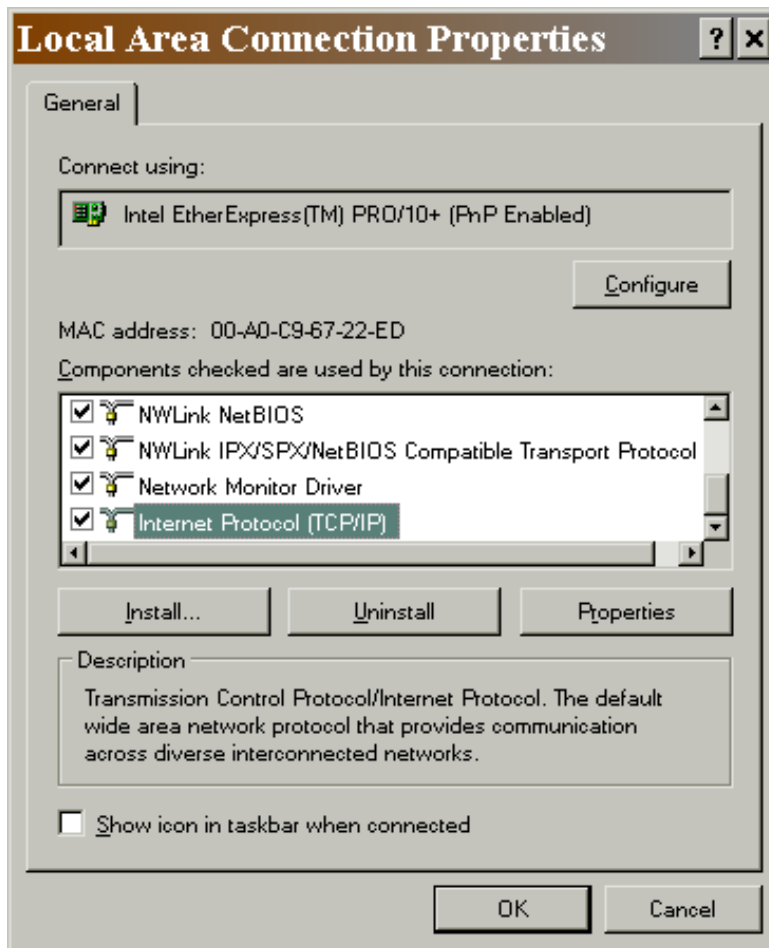 Local Area Connection Properties
General
Connect using:
Intel EtherExpress(TM) PRO/10+ (PnP Enabled)
Configure
MAC address: 00-A0-C9-67-22-ED
Components checked are used by this connection:
NWLink NetBIOS
NWLink IPX/SPX/NetBIOS Compatible Transport Protocol
Network Monitor Driver
Internet Protocol (TCP/IP)
Install... Uninstall Properties
Description
Transmission Control Protocol/Internet Protocol. The default
wide area network protocol that provides communication
across diverse interconnected networks.
Show icon in taskbar when connected
OK Cancel